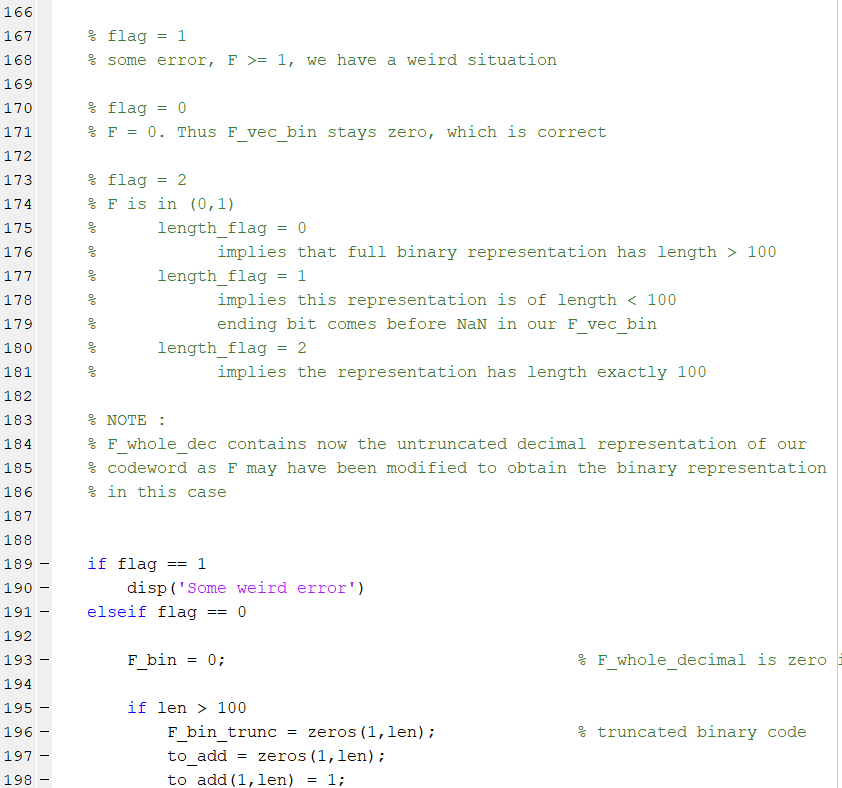 166
167 % flag = 1
168 % some error, F >= 1, we have a weird situation
169
170 % flag = 0
171 % F = 0. Thus F_vec_bin stays zero, which is correct
172
173 % flag = 2
174 % F is in (0,1)
175 % length_flag = 0
176 % implies that full binary representation has length > 100
177 % length_flag = 1
178 % implies this representation is of length < 100
179 % ending bit comes before NaN in our F_vec_bin
180 % length_flag = 2
181 % implies the representation has length exactly 100
182
183 % NOTE :
184 % F_whole_dec contains now the untruncated decimal representation of our
185 % codeword as F may have been modified to obtain the binary representation
186 % in this case
187
188
189 – if flag == 1
190 – disp('Some weird error')
191 – elseif flag == 0
192
193 – F_bin = 0; % F_whole_decimal is zero
194
195 – if len > 100
196 – F_bin_trunc = zeros(1,len); % truncated binary code
197 – to_add = zeros(1,len);
198 – to_add(1,len) = 1;